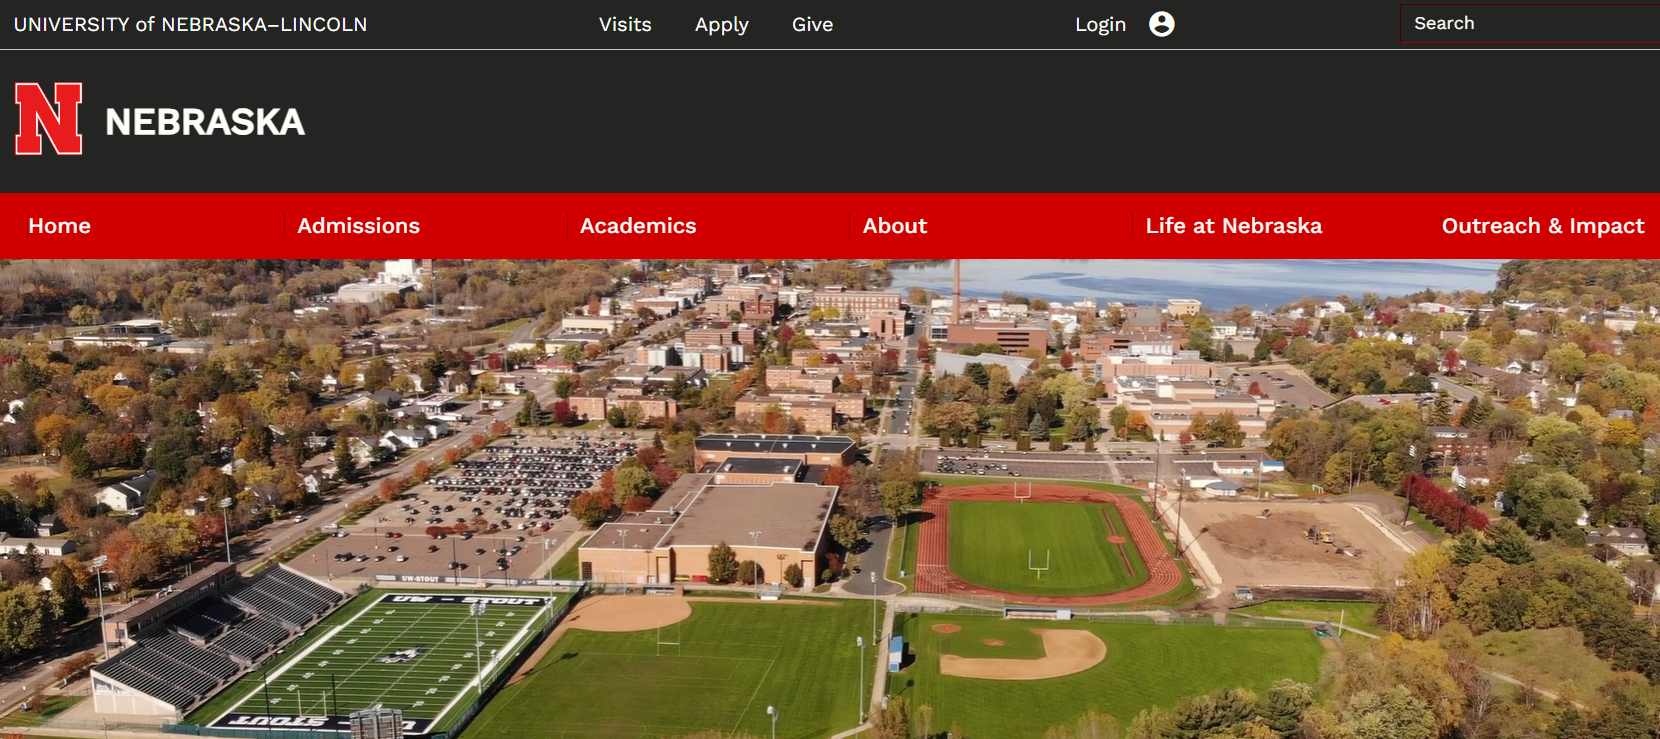 UNIVERSITY of NEBRASKA–LINCOLN Visits Apply Give Login Search
N NEBRASKA
Home Admissions Academics About Life at Nebraska Outreach & Impact
UW-STOUT
UW - STOUT
STOUT - U